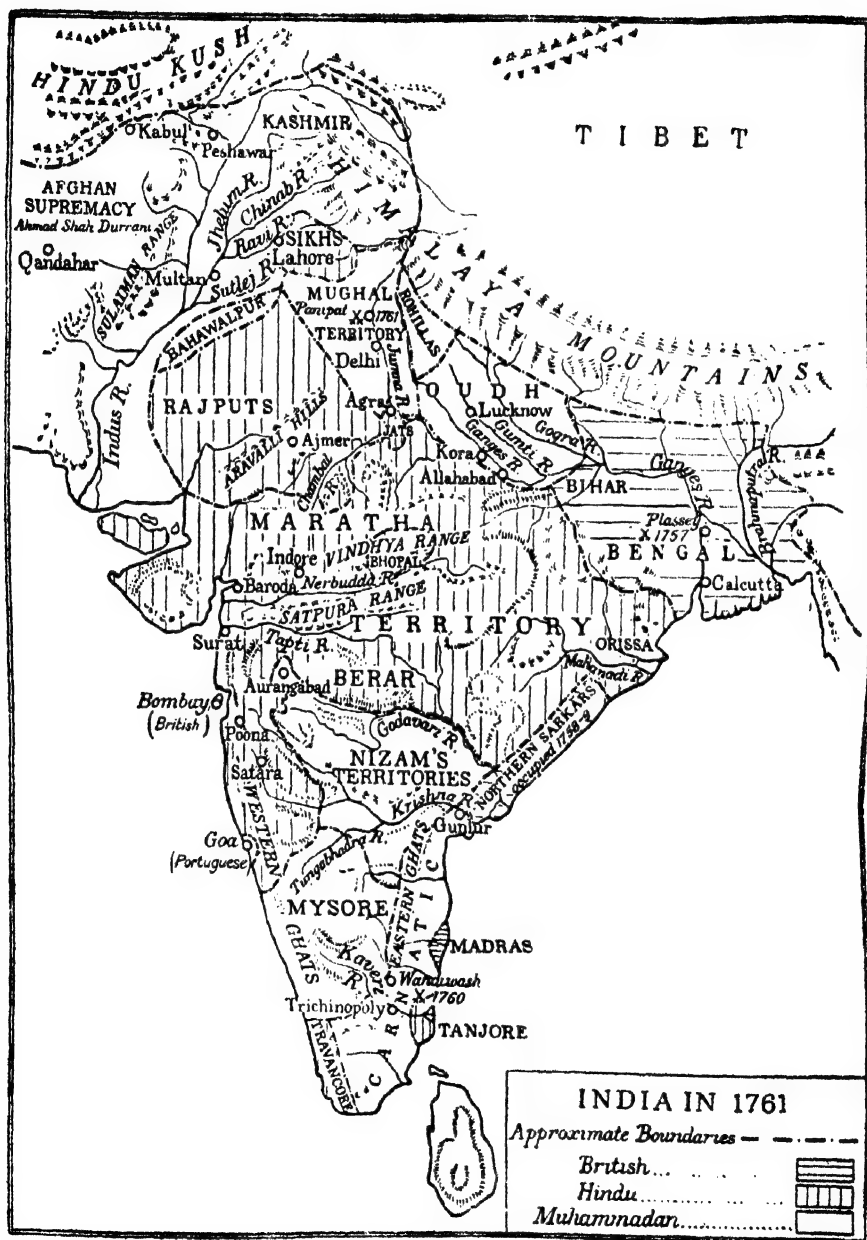 HINDU KUSH
Kabul
Peshawar
KASHMIR
TIBET
AFGHAN
SUPREMACY
Ahmad Shah Durrani
Qandahar
SULAIMAN RANGE
Jhelum R.
Chinab R.
Ravi R.
SIKHS
Lahore
Multan
Sutlej R.
HIMALAYA MOUNTAINS
MUGHAL
Panipat X 1761
TERRITORY
Delhi
ROHILLAS
BAHAWALPUR
Jumna R.
OUDH
Lucknow
Gogra R.
Gumti R.
Ganges R.
Indus R.
RAJPUTS
Agra
JATS
ARAVALLI HILLS
Ajmer
Chambal R.
Kora
Allahabad
BIHAR
Ganges R.
Brahmaputra R.
Plassey
X 1757
BENGAL
Calcutta
MARATHA
Indore
VINDHYA RANGE
BHOPAL
Baroda
Nerbudda R.
SATPURA RANGE
TERRITORY
Surat
Tapti R.
ORISSA
Mahanadi R.
Aurangabad
BERAR
Bombay
(British)
Godavari R.
Poona
NIZAM'S
TERRITORIES
NORTHERN SARKARS
occupied 1758-9
Satara
Krishna R.
Guntur
WESTERN GHATS
Goa
(Portuguese)
Tungabhadra R.
EASTERN GHATS
MYSORE
CARNATIC
MADRAS
Kaveri R.
Wandiwash
X 1760
Trichinopoly
TANJORE
TRAVANCORE
INDIA IN 1761
Approximate Boundaries
British
Hindu
Muhammadan